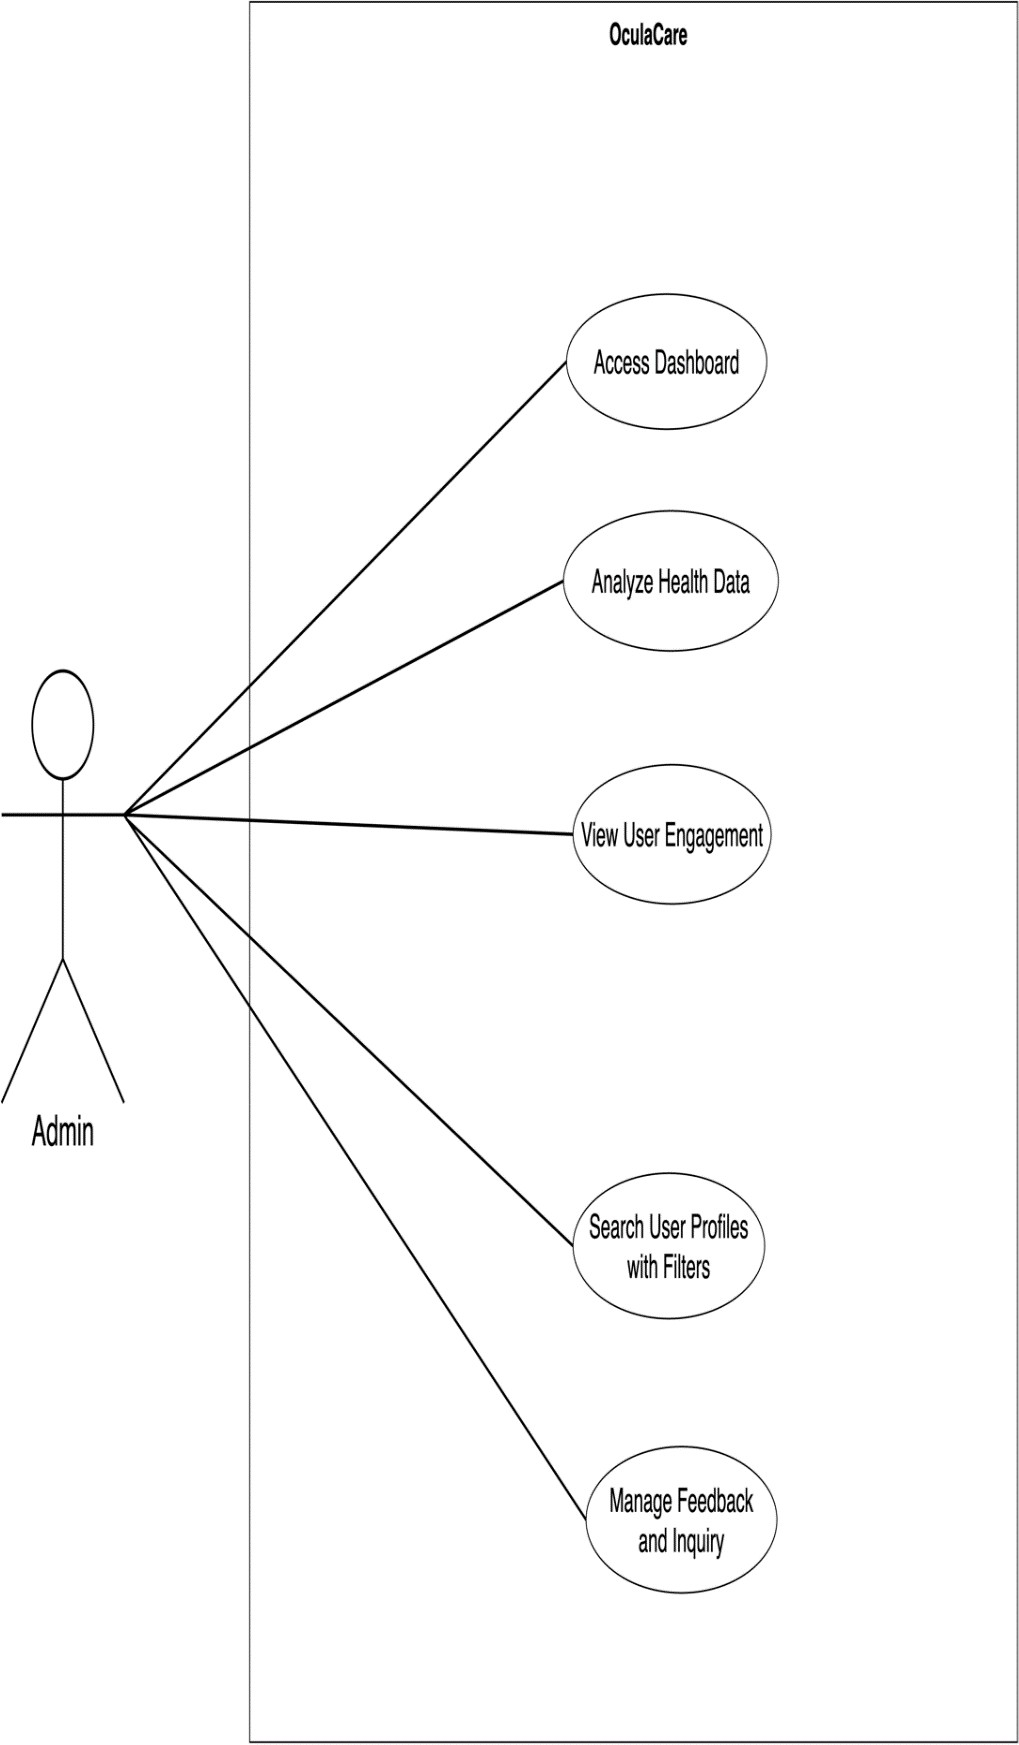 OculaCare
Access Dashboard
Analyze Health Data
View User Engagement
Admin
Search User Profiles
with Filters
Manage Feedback
and Inquiry